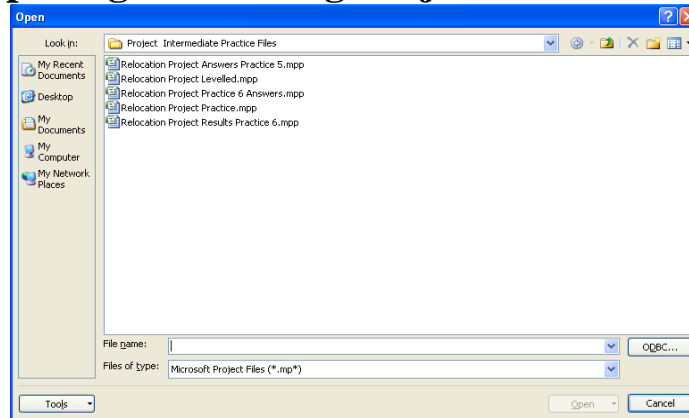 Open
Look in:
Project Intermediate Practice Files
My Recent
Documents
Desktop
My
Documents
My
Computer
My Network
Places
Relocation Project Answers Practice 5.mpp
Relocation Project Levelled.mpp
Relocation Project Practice 6 Answers.mpp
Relocation Project Practice.mpp
Relocation Project Results Practice 6.mpp
File name:
ODBC...
Files of type:
Microsoft Project Files (*.mp*)
Tools
Open
Cancel